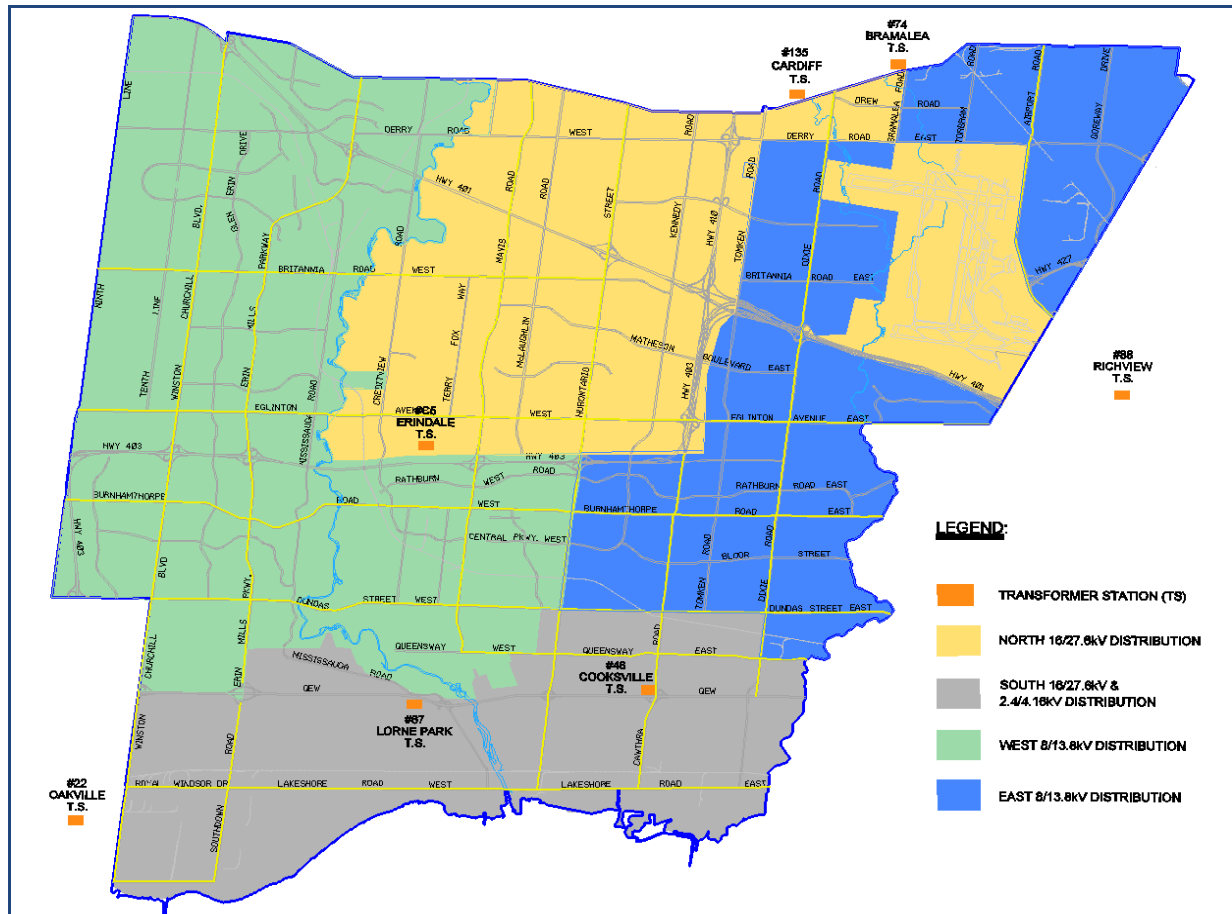 #74
BRAMALEA
T.S.
#135
CARDIFF
T.S.
DREW
ROAD
BRAMALEA ROAD
TORBRAM
ROAD
AIRPORT
ROAD
GOREWAY
DRIVE
LINE
DERRY
ROAD
WEST
DERRY
ROAD
EAST
GLEN
ERIN
DRIVE
HWY 401
MAVIS
ROAD
ROAD
STREET
KENNEDY
ROAD
HWY 410
TOMKEN
ROAD
DIXIE
ROAD
BLVD.
PARKWAY
ROAD
NINTH
LINE
CHURCHILL
BRITANNIA
ROAD
WEST
BRITANNIA
ROAD
EAST
HWY 427
TENTH
WINSTON
ERIN
MILLS
MISSISSAUGA
ROAD
CREDITVIEW
TERRY
FOX
WAY
McLAUGHLIN
HURONTARIO
MATHESON
BOULEVARD
EAST
HWY 403
HWY 401
#88
RICHVIEW
T.S.
EGLINTON
AVENUE
WEST
EGLINTON
AVENUE
EAST
ERINDALE
T.S.
HWY 403
HWY 403
RATHBURN
WEST
ROAD
RATHBURN
ROAD
EAST
BURNHAMTHORPE
ROAD
WEST
BURNHAMTHORPE
ROAD
EAST
HWY 403
CENTRAL PKWY. WEST
BLOOR
STREET
BLVD
PKWY.
TOMKEN
ROAD
DIXIE
ROAD
DUNDAS
STREET
WEST
DUNDAS STREET EAST
CHURCHILL
MILLS
ERIN
QUEENSWAY
WEST
QUEENSWAY
EAST
ROAD
MISSISSAUGA
ROAD
QEW
QEW
#87
LORNE PARK
T.S.
COOKSVILLE
T.S.
WINSTON
ROAD
CAWTHRA
#22
OAKVILLE
T.S.
ROYAL
WINDSOR DR
LAKESHORE
ROAD
WEST
LAKESHORE
ROAD
EAST
SOUTHDOWN
LEGEND:
TRANSFORMER STATION (TS)
NORTH 16/27.6kV DISTRIBUTION
SOUTH 16/27.6kV &
2.4/4.16kV DISTRIBUTION
WEST 8/13.8kV DISTRIBUTION
EAST 8/13.8kV DISTRIBUTION